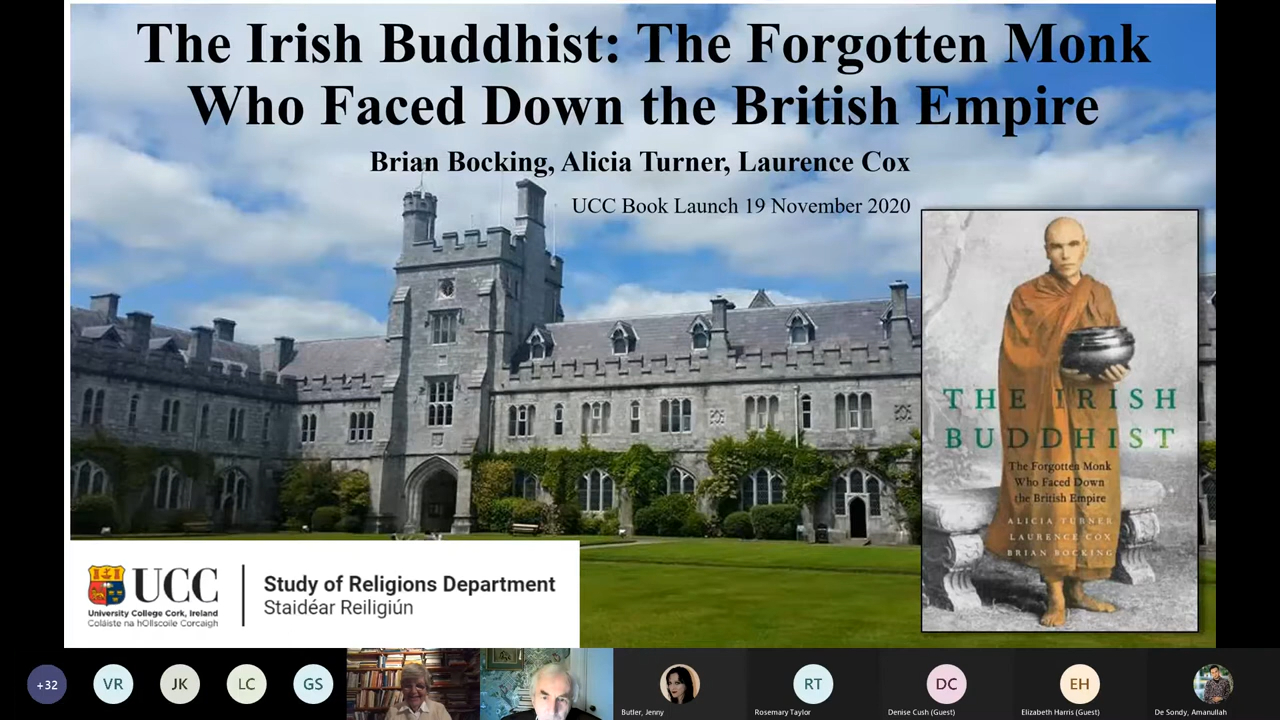 The Irish Buddhist: The Forgotten Monk
Who Faced Down the British Empire
Brian Bocking, Alicia Turner, Laurence Cox
UCC Book Launch 19 November 2020
THE IRISH
BUDDHIST
The Forgotten Monk
Who Faced Down
the British Empire
ALICIA TURNER
LAURENCE COX
BRIAN BOCKING
UCC
University College Cork, Ireland
Coláiste na hOllscoile Corcaigh
Study of Religions Department
Staidéar Reiligiún
+32
VR
JK
LC
GS
Butler, Jenny
RT
Rosemary Taylor
DC
Denise Cush (Guest)
EH
Elizabeth Harris (Guest)
De Sondy, Amanullah